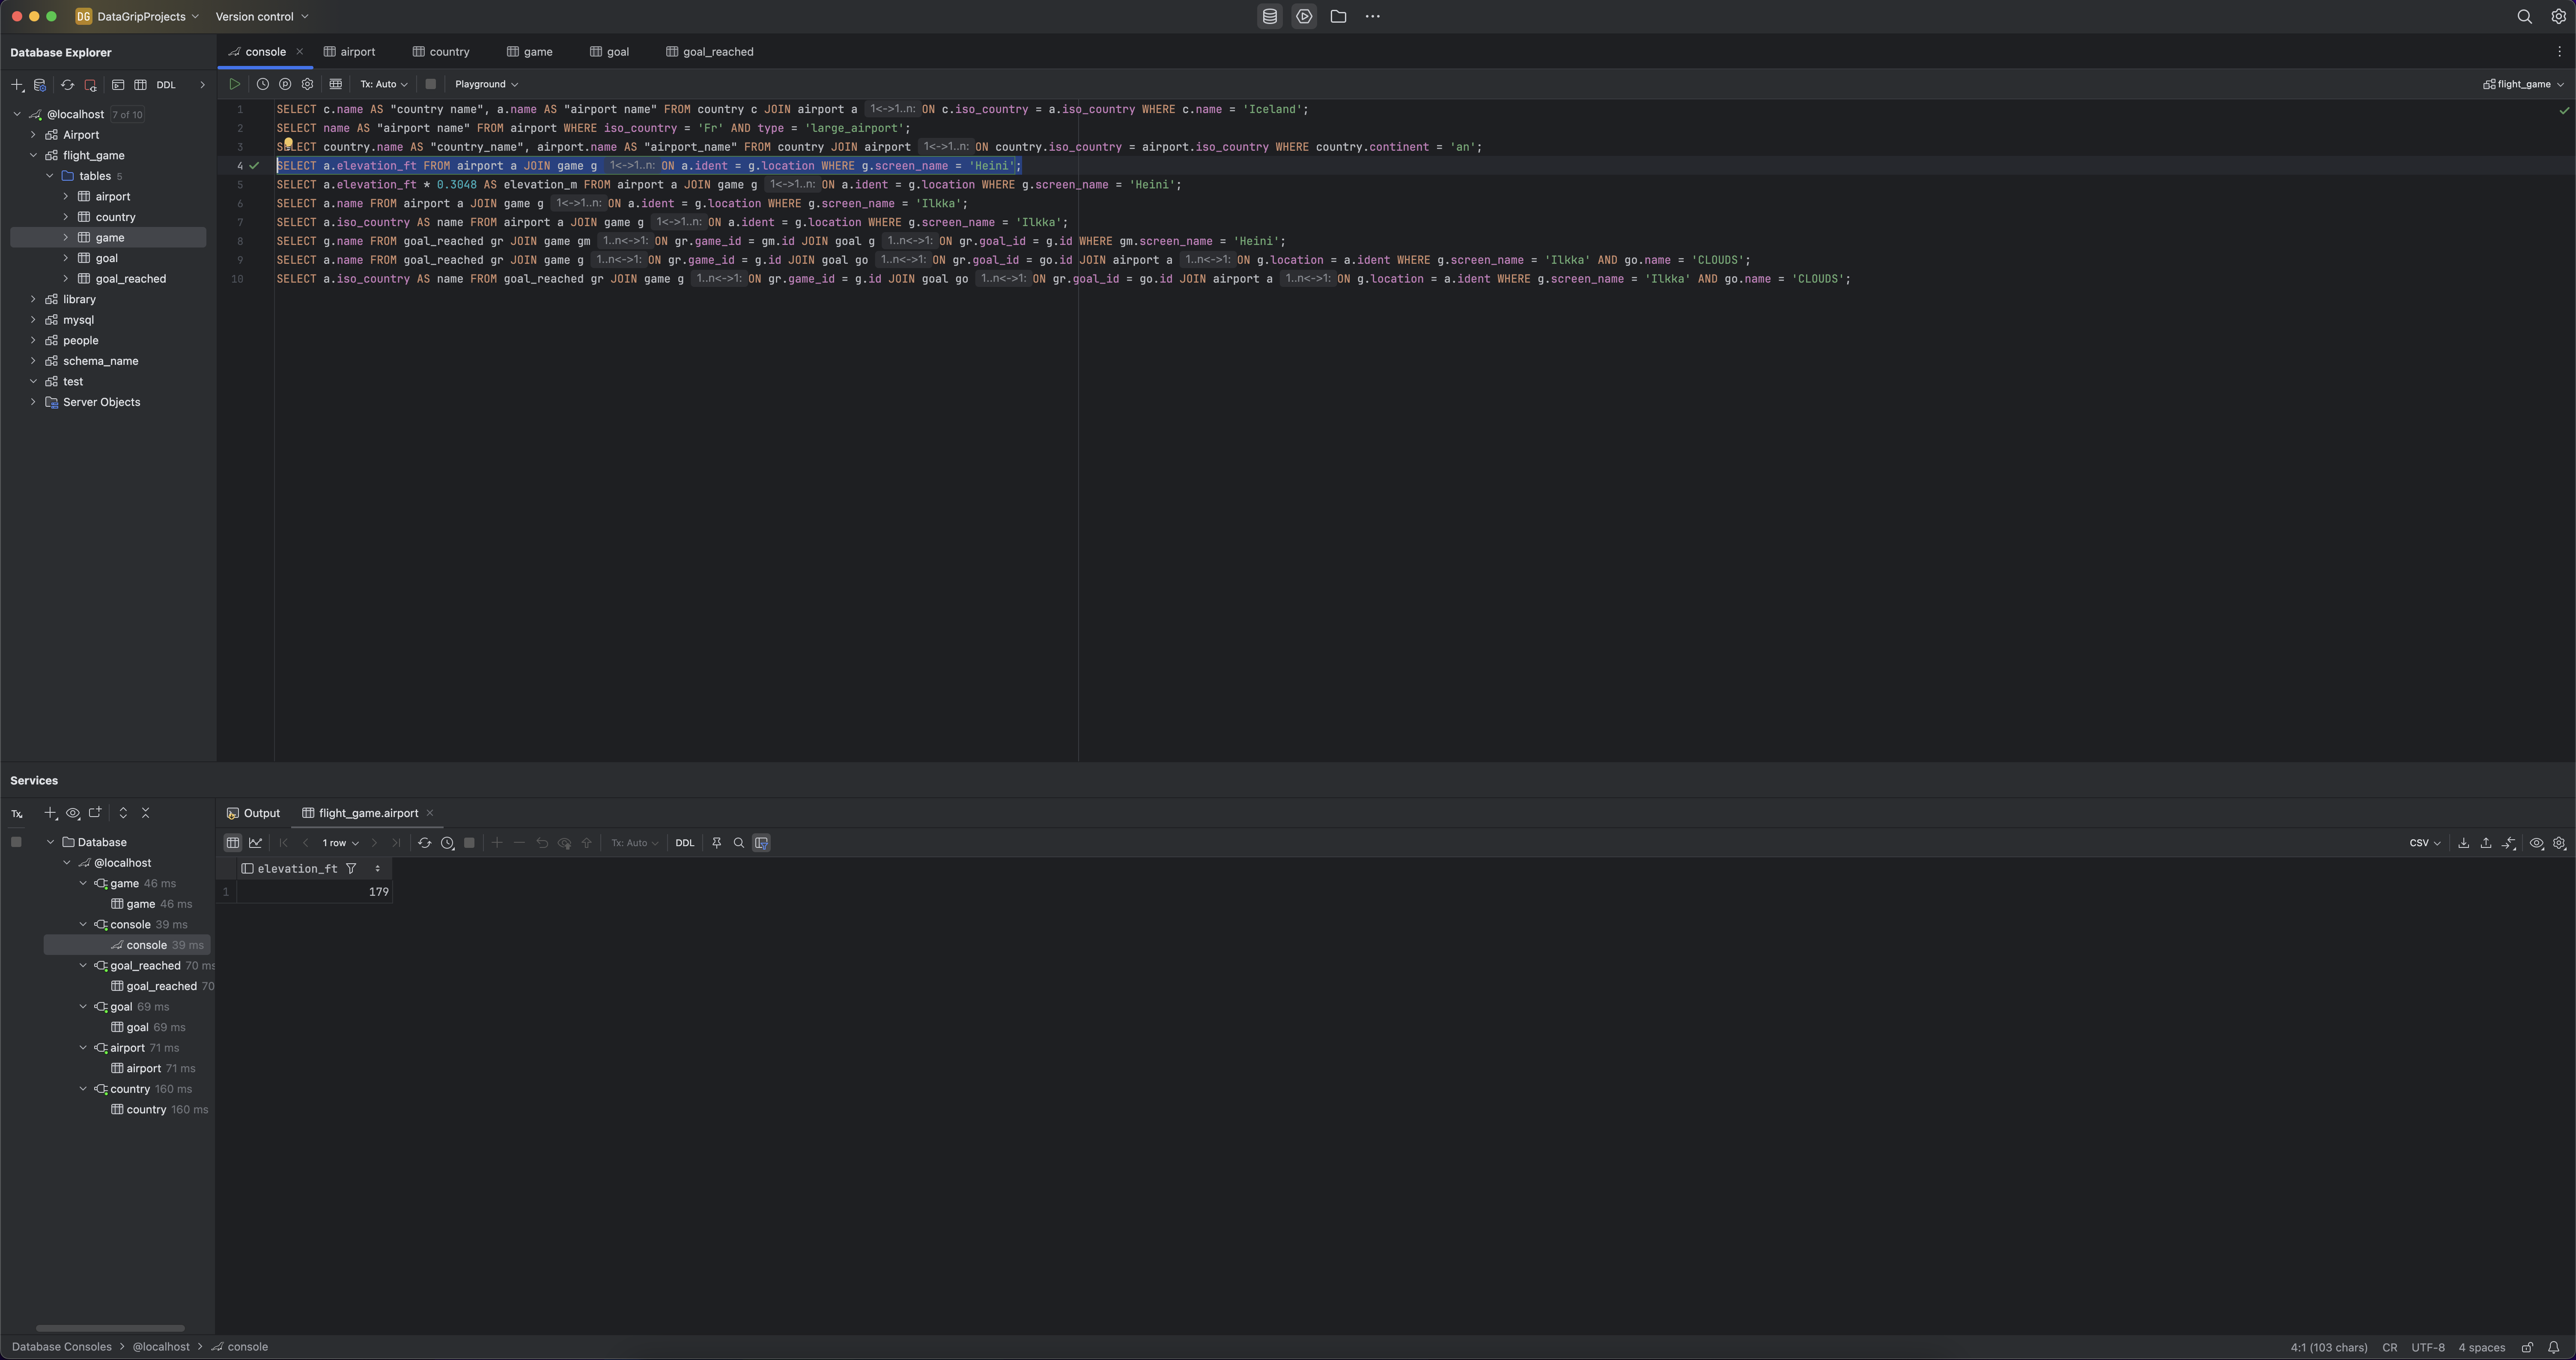 DG DataGripProjects Version control
Database Explorer
DDL
@localhost 7 of 10
Airport
flight_game
tables 5
airport
country
game
goal
goal_reached
library
mysql
people
schema_name
test
Server Objects
console airport country game goal goal_reached
Tx: Auto Playground flight_game
1 SELECT c.name AS "country name", a.name AS "airport name" FROM country c JOIN airport a 1<->1..n: ON c.iso_country = a.iso_country WHERE c.name = 'Iceland';
2 SELECT name AS "airport name" FROM airport WHERE iso_country = 'Fr' AND type = 'large_airport';
3 SELECT country.name AS "country_name", airport.name AS "airport_name" FROM country JOIN airport 1<->1..n: ON country.iso_country = airport.iso_country WHERE country.continent = 'an';
4 SELECT a.elevation_ft FROM airport a JOIN game g 1<->1..n: ON a.ident = g.location WHERE g.screen_name = 'Heini';
5 SELECT a.elevation_ft * 0.3048 AS elevation_m FROM airport a JOIN game g 1<->1..n: ON a.ident = g.location WHERE g.screen_name = 'Heini';
6 SELECT a.name FROM airport a JOIN game g 1<->1..n: ON a.ident = g.location WHERE g.screen_name = 'Ilkka';
7 SELECT a.iso_country AS name FROM airport a JOIN game g 1<->1..n: ON a.ident = g.location WHERE g.screen_name = 'Ilkka';
8 SELECT g.name FROM goal_reached gr JOIN game gm 1..n<->1: ON gr.game_id = gm.id JOIN goal g 1..n<->1: ON gr.goal_id = g.id WHERE gm.screen_name = 'Heini';
9 SELECT a.name FROM goal_reached gr JOIN game g 1..n<->1: ON gr.game_id = g.id JOIN goal go 1..n<->1: ON gr.goal_id = go.id JOIN airport a 1..n<->1: ON g.location = a.ident WHERE g.screen_name = 'Ilkka' AND go.name = 'CLOUDS';
10 SELECT a.iso_country AS name FROM goal_reached gr JOIN game g 1..n<->1: ON gr.game_id = g.id JOIN goal go 1..n<->1: ON gr.goal_id = go.id JOIN airport a 1..n<->1: ON g.location = a.ident WHERE g.screen_name = 'Ilkka' AND go.name = 'CLOUDS';
Services
Tx
Database
@localhost
game 46 ms
game 46 ms
console 39 ms
console 39 ms
goal_reached 70 ms
goal_reached 70
goal 69 ms
goal 69 ms
airport 71 ms
airport 71 ms
country 160 ms
country 160 ms
Output flight_game.airport
1 row Tx: Auto DDL CSV
elevation_ft
1 179
Database Consoles > @localhost > console 4:1 (103 chars) CR UTF-8 4 spaces